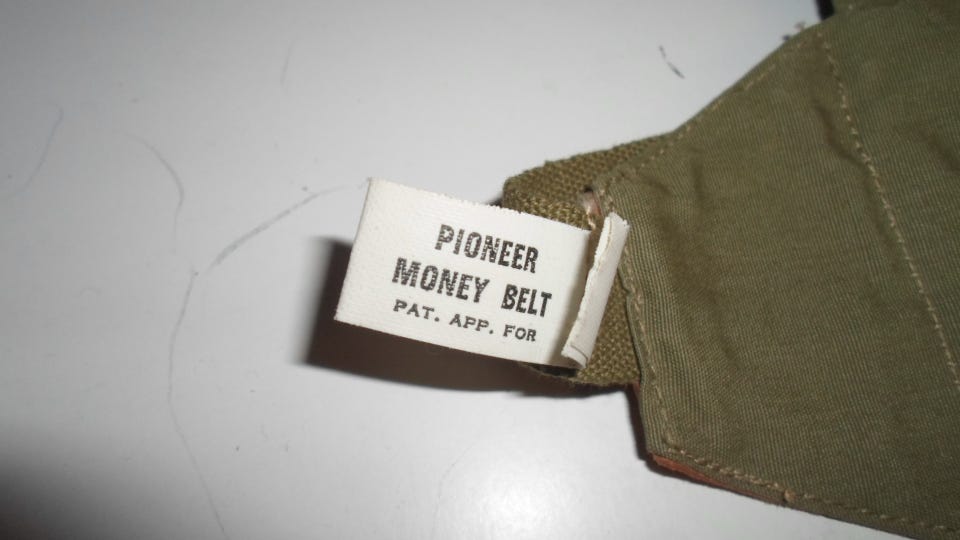 PIONEER
MONEY BELT
PAT. APP. FOR